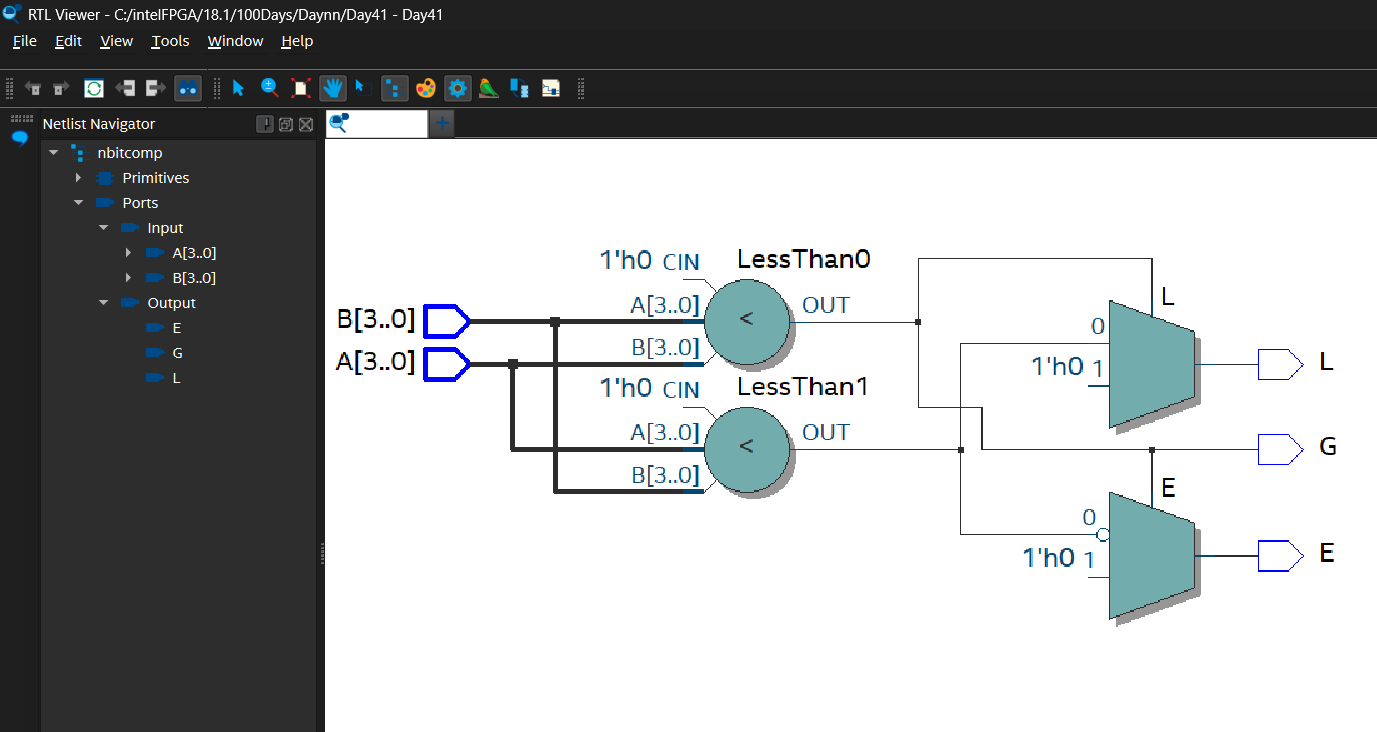 RTL Viewer - C:/intelFPGA/18.1/100Days/Daynn/Day41 - Day41
File Edit View Tools Window Help
Netlist Navigator
nbitcomp
Primitives
Ports
Input
A[3..0]
B[3..0]
Output
E
G
L
1'h0 CIN
LessThan0
A[3..0]
OUT
B[3..0]
<
B[3..0]
A[3..0]
1'h0 CIN
LessThan1
A[3..0]
OUT
B[3..0]
<
L
0
1'h0 1
L
G
E
0
1'h0 1
E